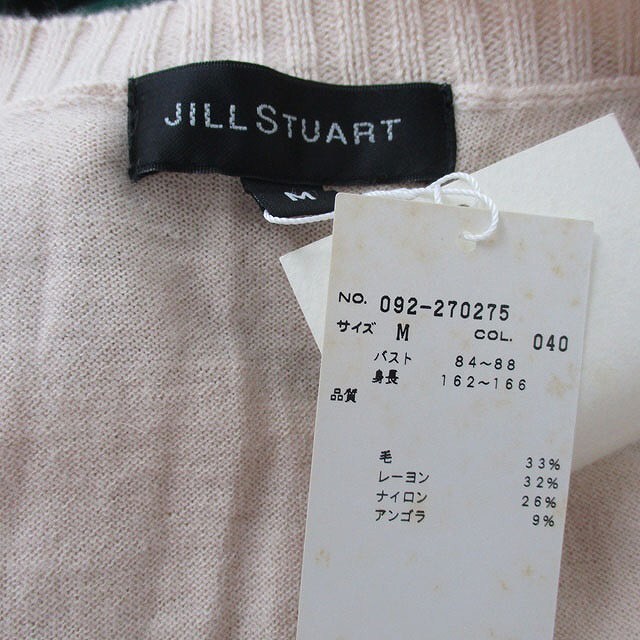 JILL STUART
M
NO. 092-270275
サイズ M COL. 040
バスト 84〜88
身長 162〜166
品質
毛 33%
レーヨン 32%
ナイロン 26%
アンゴラ 9%